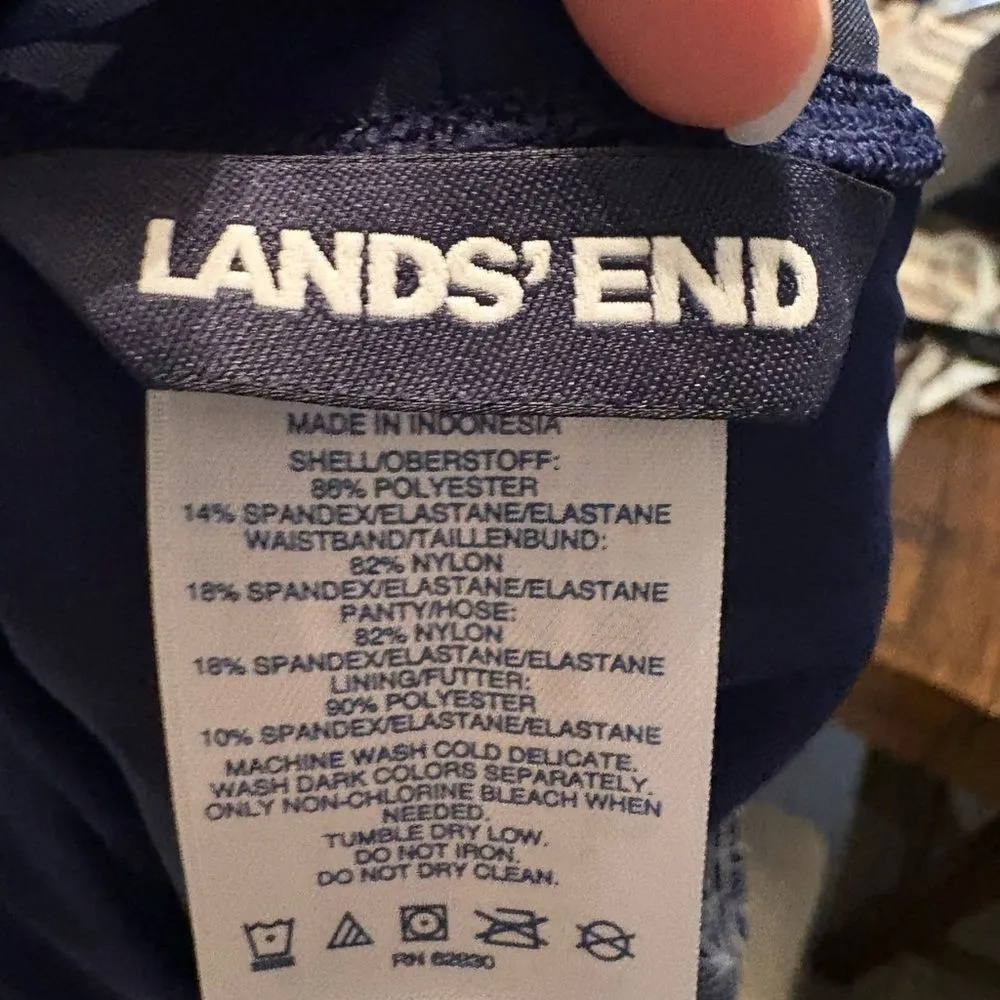 LANDS' END
MADE IN INDONESIA
SHELL/OBERSTOFF:
86% POLYESTER
14% SPANDEX/ELASTANE/ELASTANE
WAISTBAND/TAILLENBUND:
82% NYLON
18% SPANDEX/ELASTANE/ELASTANE
PANTY/HOSE:
82% NYLON
18% SPANDEX/ELASTANE/ELASTANE
LINING/FUTTER:
90% POLYESTER
10% SPANDEX/ELASTANE/ELASTANE
MACHINE WASH COLD DELICATE.
WASH DARK COLORS SEPARATELY.
ONLY NON-CHLORINE BLEACH WHEN
NEEDED.
TUMBLE DRY LOW.
DO NOT IRON.
DO NOT DRY CLEAN.
RN 62830